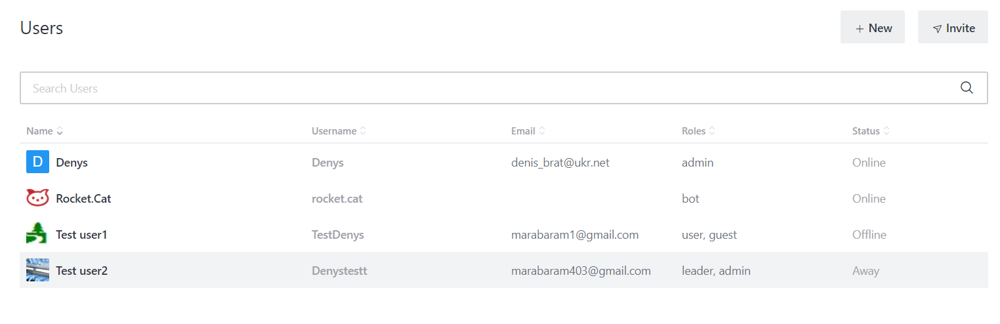 Users
+ New
Invite
Search Users
Name Username Email Roles Status
D Denys Denys denis_brat@ukr.net admin Online
Rocket.Cat rocket.cat bot Online
Test user1 TestDenys marabaram1@gmail.com user, guest Offline
Test user2 Denystestt marabaram403@gmail.com leader, admin Away